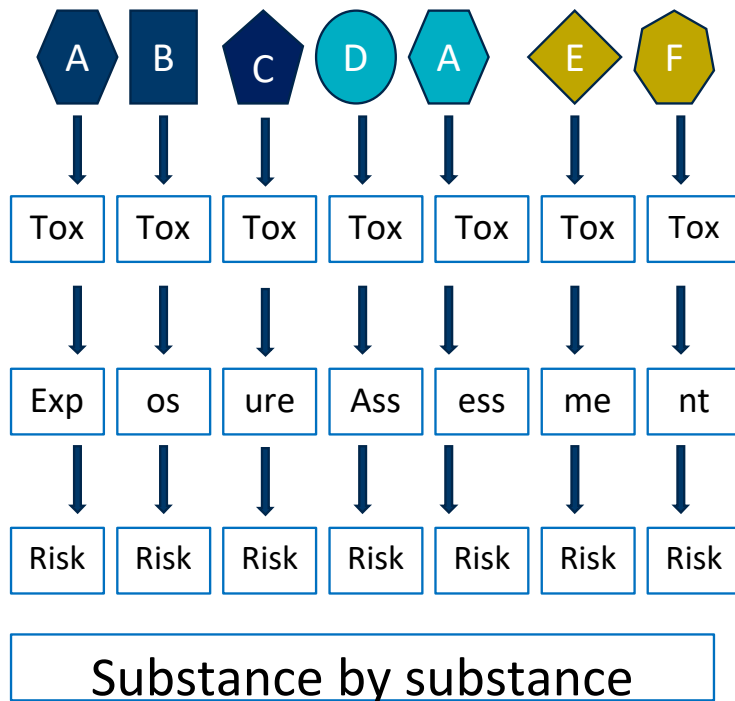 A B C D A E F
Tox Tox Tox Tox Tox Tox Tox
Exp os ure Ass ess me nt
Risk Risk Risk Risk Risk Risk Risk
Substance by substance